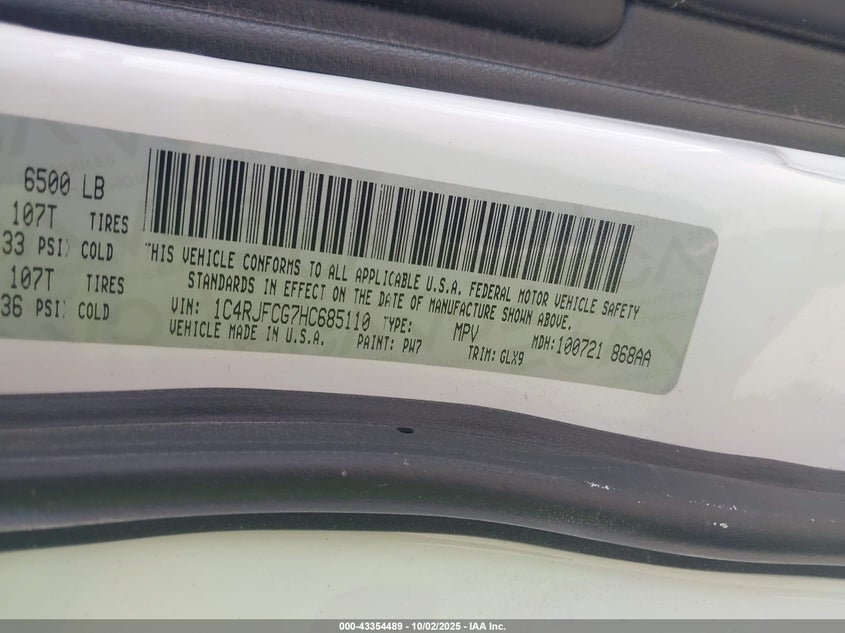 6500 LB
107T TIRES
33 PSI) COLD
107T TIRES
36 PSI) COLD
THIS VEHICLE CONFORMS TO ALL APPLICABLE U.S.A. FEDERAL MOTOR VEHICLE SAFETY
STANDARDS IN EFFECT ON THE DATE OF MANUFACTURE SHOWN ABOVE.
VIN: 1C4RJFCG7HC685110 TYPE: MPV MDH:100721 868AA
VEHICLE MADE IN U.S.A. PAINT: PW7 TRIM: GLX9
000-43354489 - 10/02/2025 - IAA Inc.